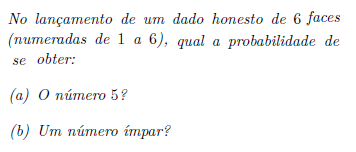 No lançamento de um dado honesto de 6 faces
(numeradas de 1 a 6), qual a probabilidade de
se obter:
(a) O número 5?
(b) Um número ímpar?